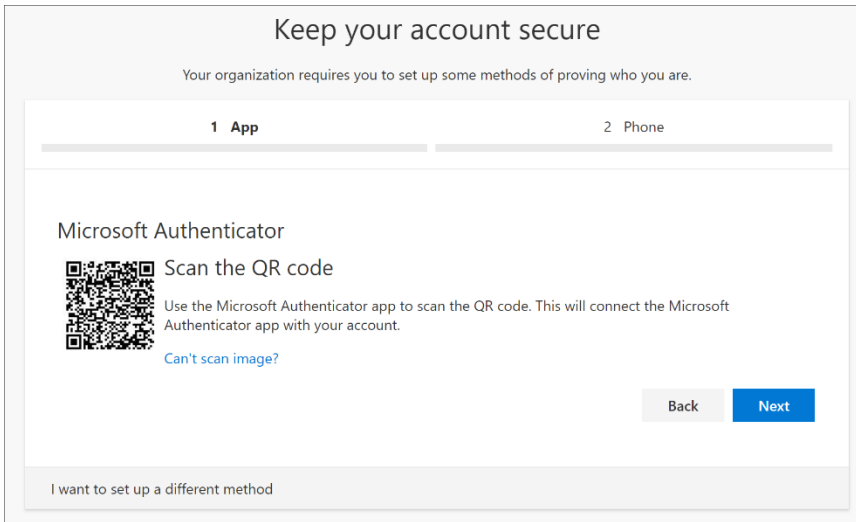 Keep your account secure
Your organization requires you to set up some methods of proving who you are.
1 App
2 Phone
Microsoft Authenticator
Scan the QR code
Use the Microsoft Authenticator app to scan the QR code. This will connect the Microsoft
Authenticator app with your account.
Can't scan image?
Back
Next
I want to set up a different method